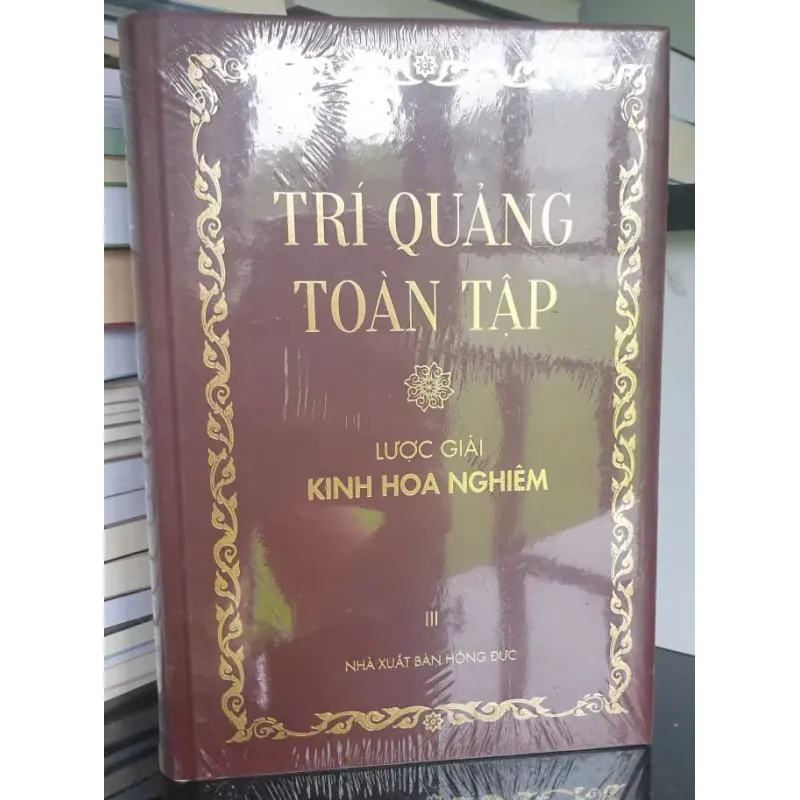 TRÍ QUẢNG
TOÀN TẬP
LƯỢC GIẢI
KINH HOA NGHIÊM
III
NHÀ XUẤT BẢN HỒNG ĐỨC